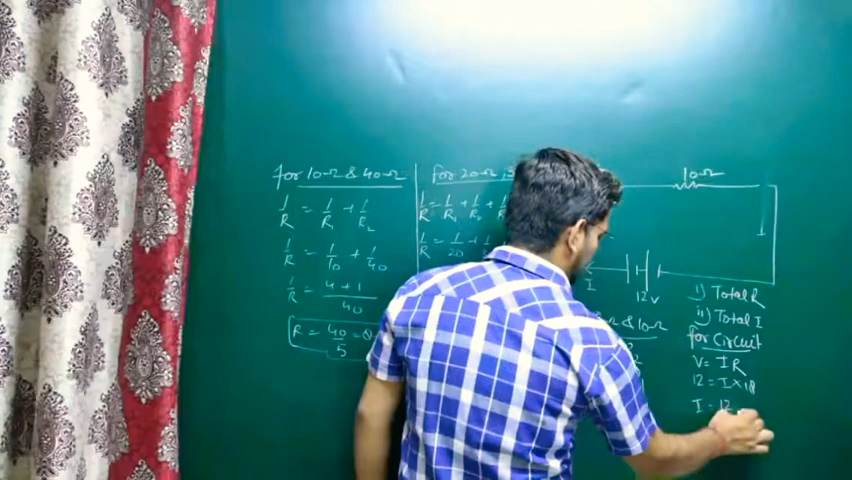 for 10Ω & 40Ω
1/R = 1/R₁ + 1/R₂
1/R = 1/10 + 1/40
1/R = 4+1/40
R = 40/5 = 8
for 20Ω,
1/R = 1/R₁ + 1/R₂ +
1/R = 1/20 +
10Ω
I
12V
& 10Ω
i) Total R
ii) Total I
for Circuit
V = IR
12 = I × 18
I = 12